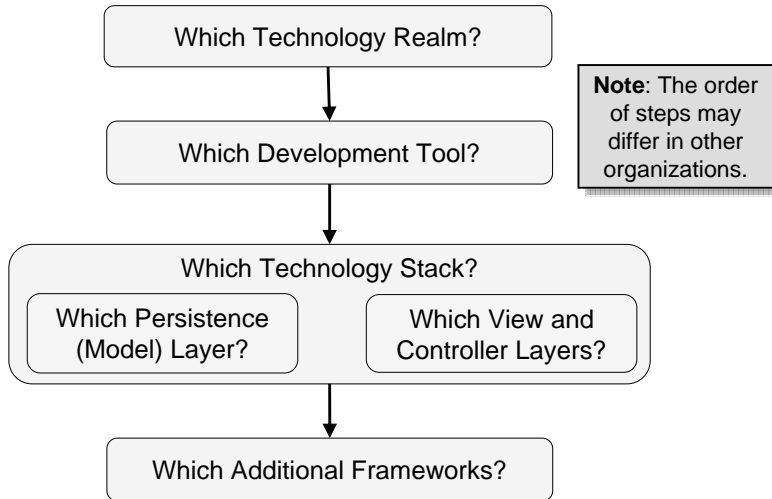 Which Technology Realm?
Note: The order
of steps may
differ in other
organizations.
Which Development Tool?
Which Technology Stack?
Which Persistence
(Model) Layer?
Which View and
Controller Layers?
Which Additional Frameworks?